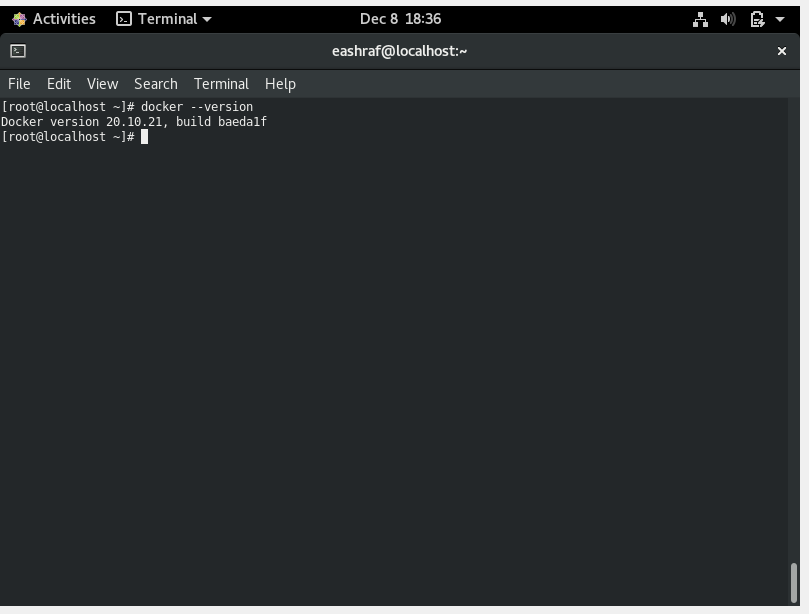 Activities Terminal Dec 8 18:36
eashraf@localhost:~
File Edit View Search Terminal Help
[root@localhost ~]# docker --version
Docker version 20.10.21, build baeda1f
[root@localhost ~]#